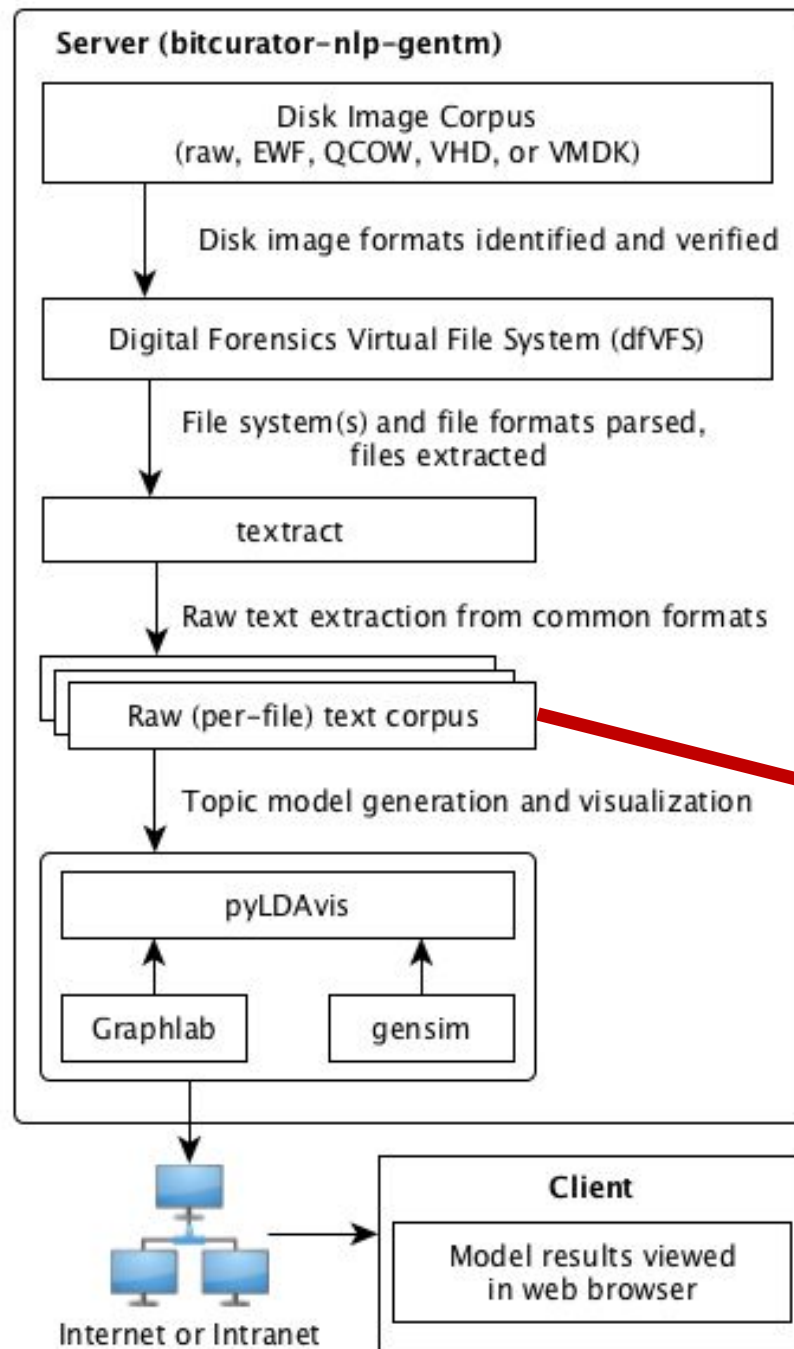 Server (bitcurator-nlp-gentm)
Disk Image Corpus
(raw, EWF, QCOW, VHD, or VMDK)
Disk image formats identified and verified
Digital Forensics Virtual File System (dfVFS)
File system(s) and file formats parsed,
files extracted
textract
Raw text extraction from common formats
Raw (per-file) text corpus
Topic model generation and visualization
pyLDAvis
Graphlab
gensim
Client
Model results viewed
in web browser
Internet or Intranet